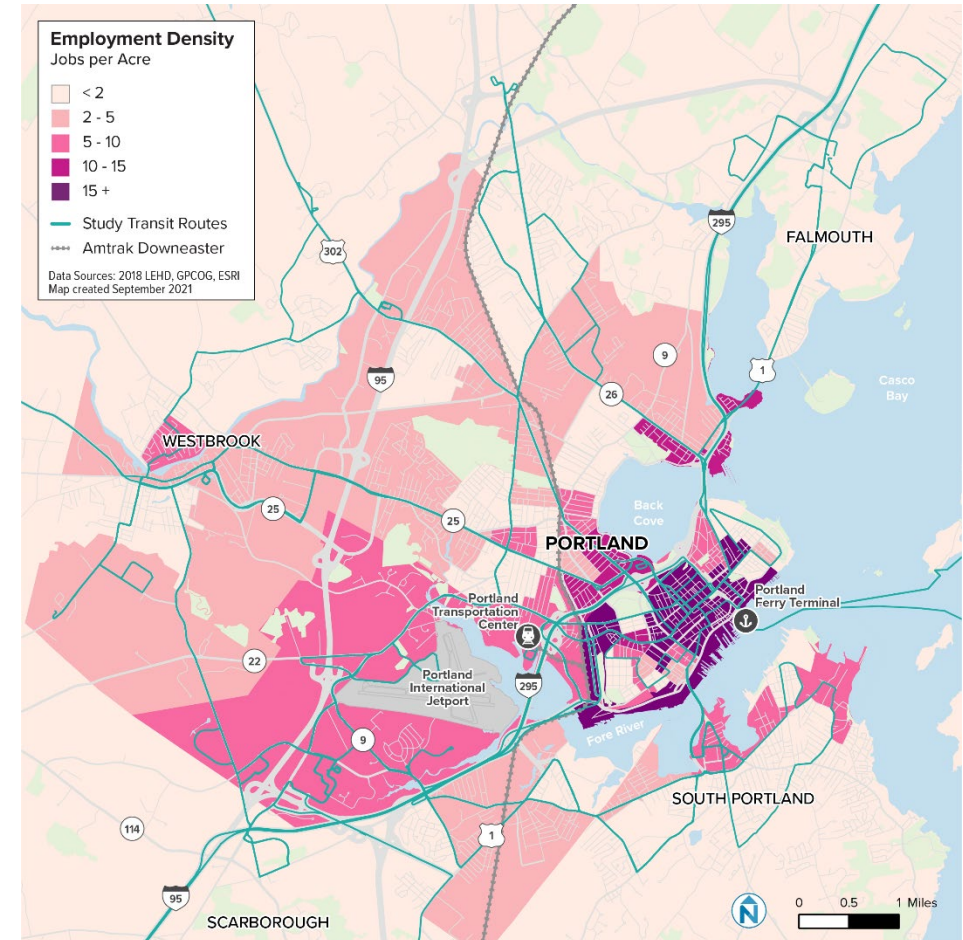 Employment Density
Jobs per Acre
< 2
2 - 5
5 - 10
10 - 15
15 +
Study Transit Routes
Amtrak Downeaster
Data Sources: 2018 LEHD, GPCOG, ESRI
Map created September 2021
302
295
FALMOUTH
95
9
1
26
Casco
Bay
WESTBROOK
25
25
Back
Cove
PORTLAND
Portland
Transportation
Center
Portland
Ferry Terminal
22
Portland
International
Jetport
295
9
Fore River
SOUTH PORTLAND
114
1
95
SCARBOROUGH
N
0 0.5 1 Miles